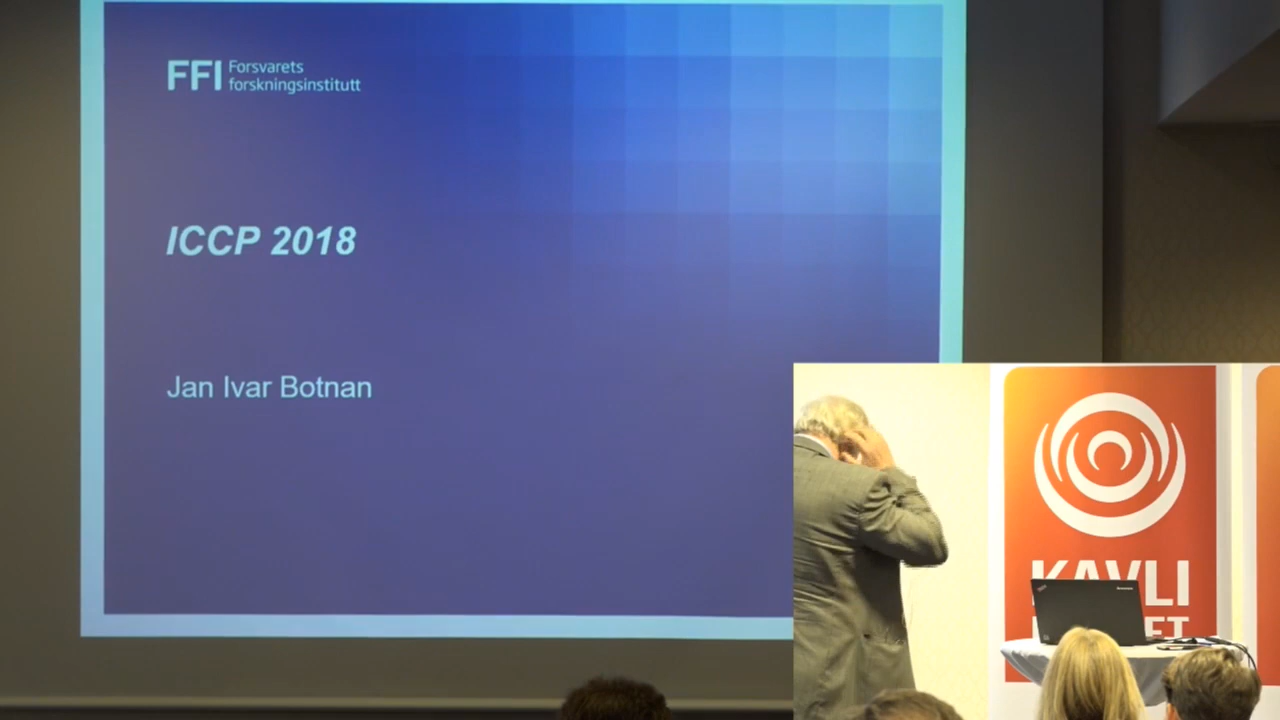 FFI Forsvarets
forskningsinstitutt
ICCP 2018
Jan Ivar Botnan
KAVLI